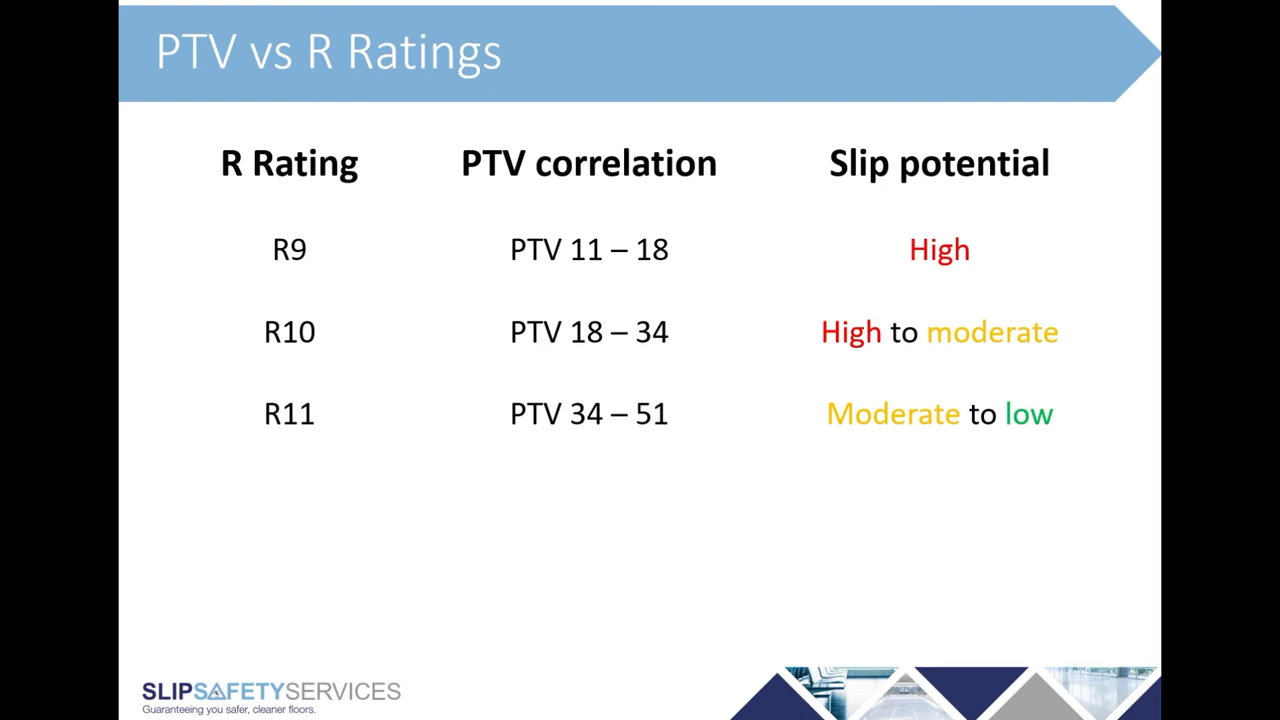 PTV vs R Ratings
R Rating PTV correlation Slip potential
R9 PTV 11 – 18 High
R10 PTV 18 – 34 High to moderate
R11 PTV 34 – 51 Moderate to low
SLIPSAFETYSERVICES
Guaranteeing you safer, cleaner floors.